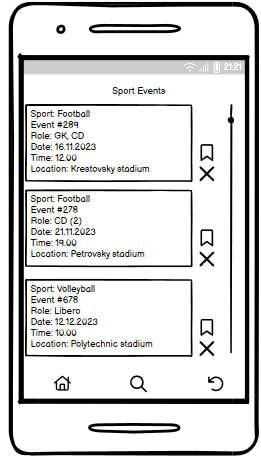 21:21
Sport Events
Sport: Football
Event #289
Role: GK, CD
Date: 16.11.2023
Time: 12.00
Location: Krestovsky stadium
Sport: Football
Event #278
Role: CD (2)
Date: 21.11.2023
Time: 19.00
Location: Petrovsky stadium
Sport: Volleyball
Event #678
Role: Libero
Date: 12.12.2023
Time: 10.00
Location: Polytechnic stadium